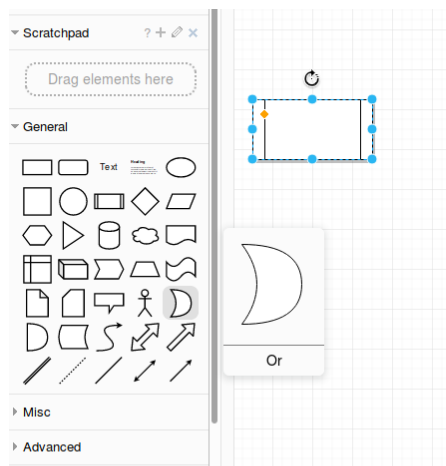 Scratchpad
?
Drag elements here
General
Text
Heading
Or
Misc
Advanced